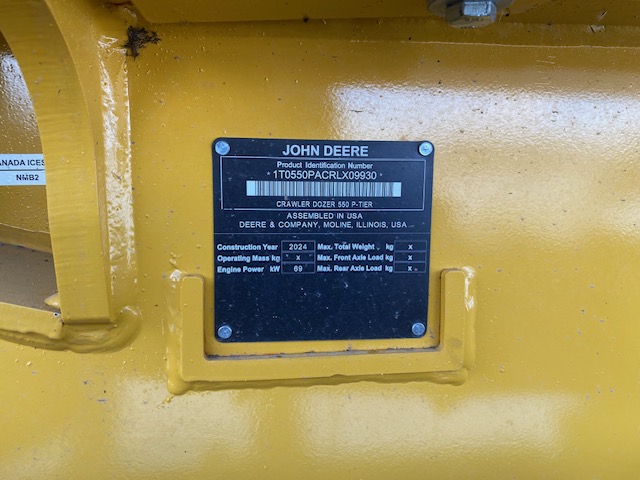 JOHN DEERE
Product Identification Number
*1T0550PACRLX09930*
CRAWLER DOZER 550 P-TIER
ASSEMBLED IN USA
DEERE & COMPANY, MOLINE, ILLINOIS, USA
Construction Year 2024 Max. Total Weight kg x
Operating Mass kg x Max. Front Axle Load kg x
Engine Power kW 69 Max. Rear Axle Load kg x
ANADA ICES
NMB2